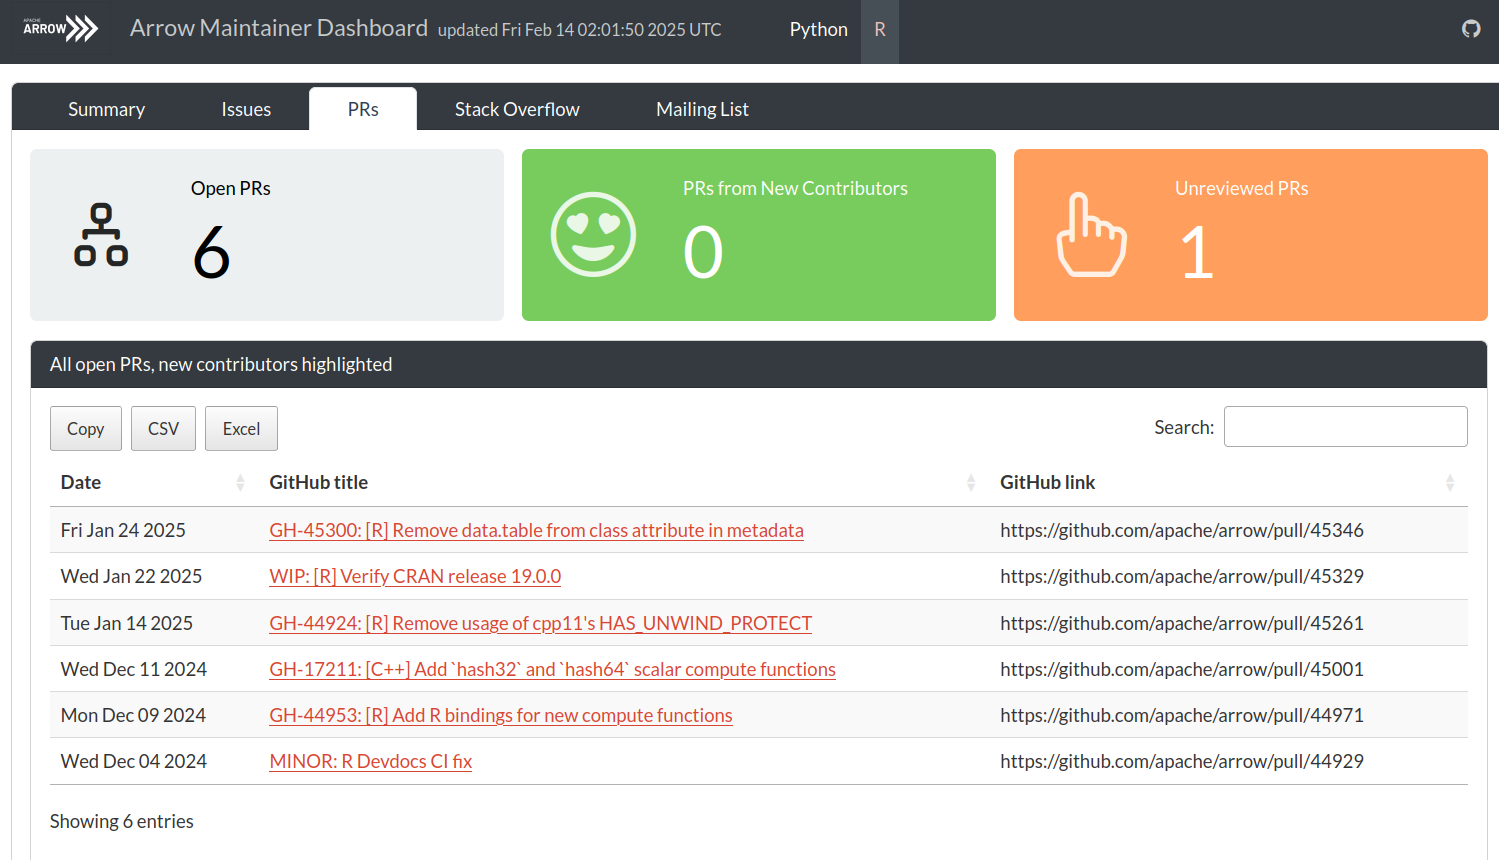 APACHE
ARROW
Arrow Maintainer Dashboard updated Fri Feb 14 02:01:50 2025 UTC
Python
R
Summary
Issues
PRs
Stack Overflow
Mailing List
Open PRs
6
PRs from New Contributors
0
Unreviewed PRs
1
All open PRs, new contributors highlighted
Copy
CSV
Excel
Search:
Date GitHub title GitHub link
Fri Jan 24 2025 GH-45300: [R] Remove data.table from class attribute in metadata https://github.com/apache/arrow/pull/45346
Wed Jan 22 2025 WIP: [R] Verify CRAN release 19.0.0 https://github.com/apache/arrow/pull/45329
Tue Jan 14 2025 GH-44924: [R] Remove usage of cpp11's HAS_UNWIND_PROTECT https://github.com/apache/arrow/pull/45261
Wed Dec 11 2024 GH-17211: [C++] Add `hash32` and `hash64` scalar compute functions https://github.com/apache/arrow/pull/45001
Mon Dec 09 2024 GH-44953: [R] Add R bindings for new compute functions https://github.com/apache/arrow/pull/44971
Wed Dec 04 2024 MINOR: R Devdocs CI fix https://github.com/apache/arrow/pull/44929
Showing 6 entries